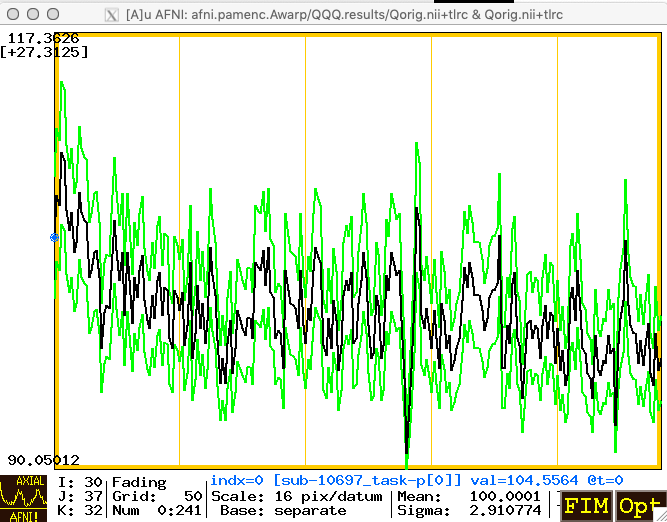 [A]u AFNI: afni.pamenc.Awarp/QQQ.results/Qorig.nii+tlrc & Qorig.nii+tlrc
117.3626
[+27.3125]
90.05012
AXIAL
AFNI!
I: 30
J: 37
K: 32
Fading
Grid: 50
Num 0:241
indx=0 [sub-10697_task-p[0]] val=104.5564 @t=0
Scale: 16 pix/datum
Base: separate
Mean: 100.0001
Sigma: 2.910774
FIM
Opt